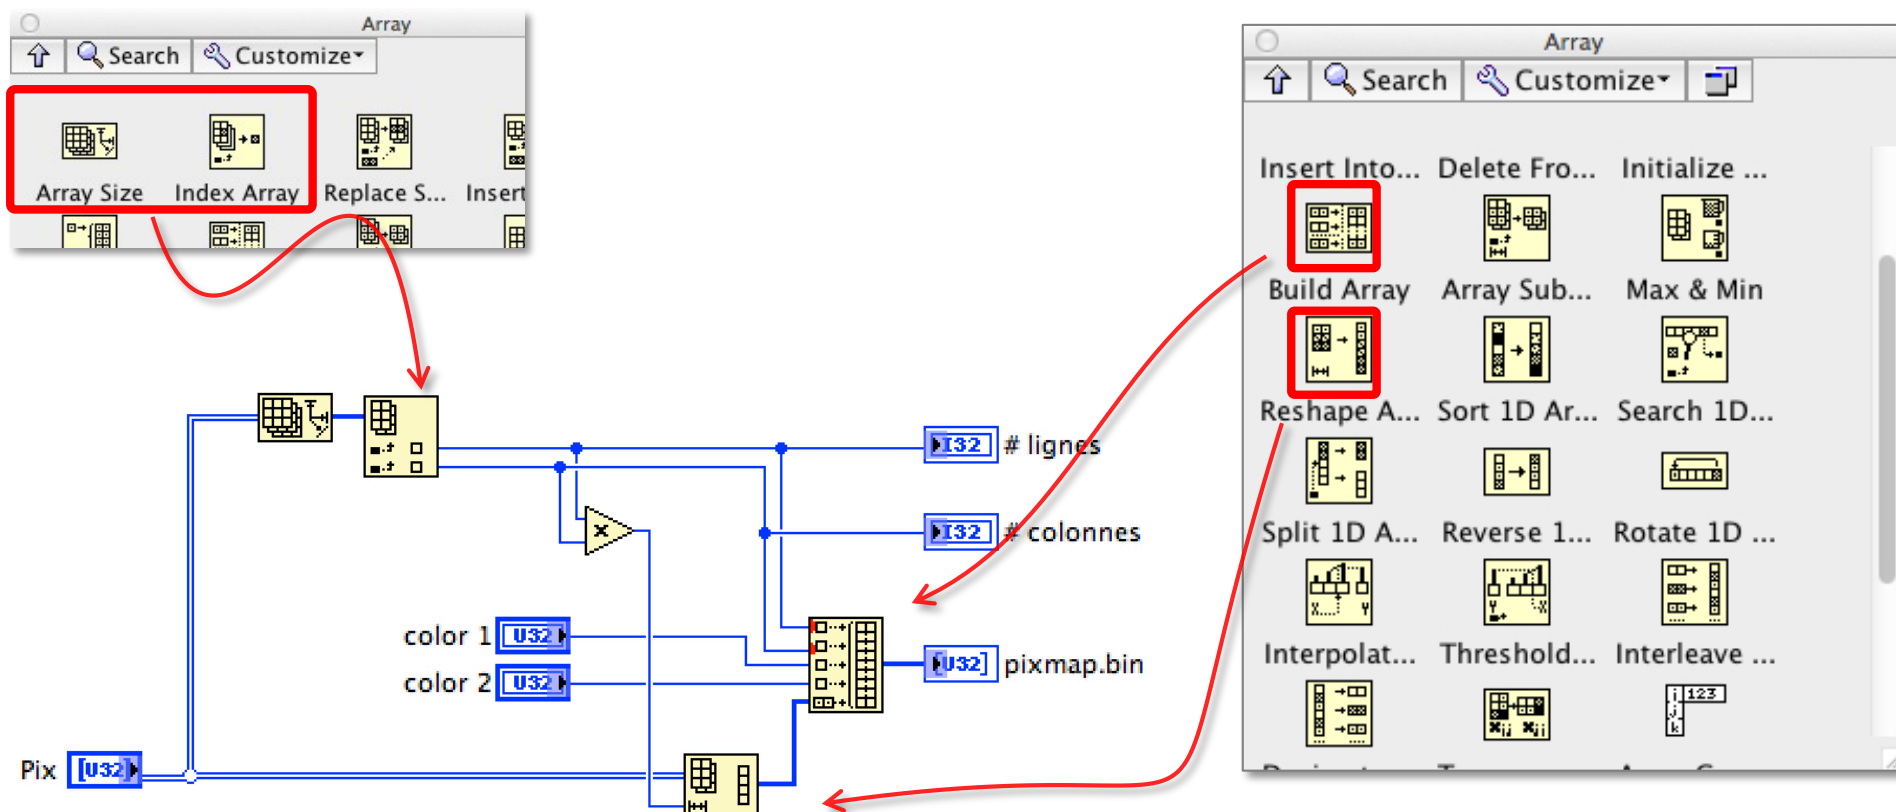 Array
Search Customize
Array Size Index Array Replace S... Insert
Array
Search Customize
Insert Into... Delete Fro... Initialize ...
Build Array Array Sub... Max & Min
Reshape A... Sort 1D Ar... Search 1D...
Split 1D A... Reverse 1... Rotate 1D ...
Interpolat... Threshold... Interleave ...
I32 # lignes
x
I32 # colonnes
color 1 U32
[U32] pixmap.bin
color 2 U32
Pix [U32]